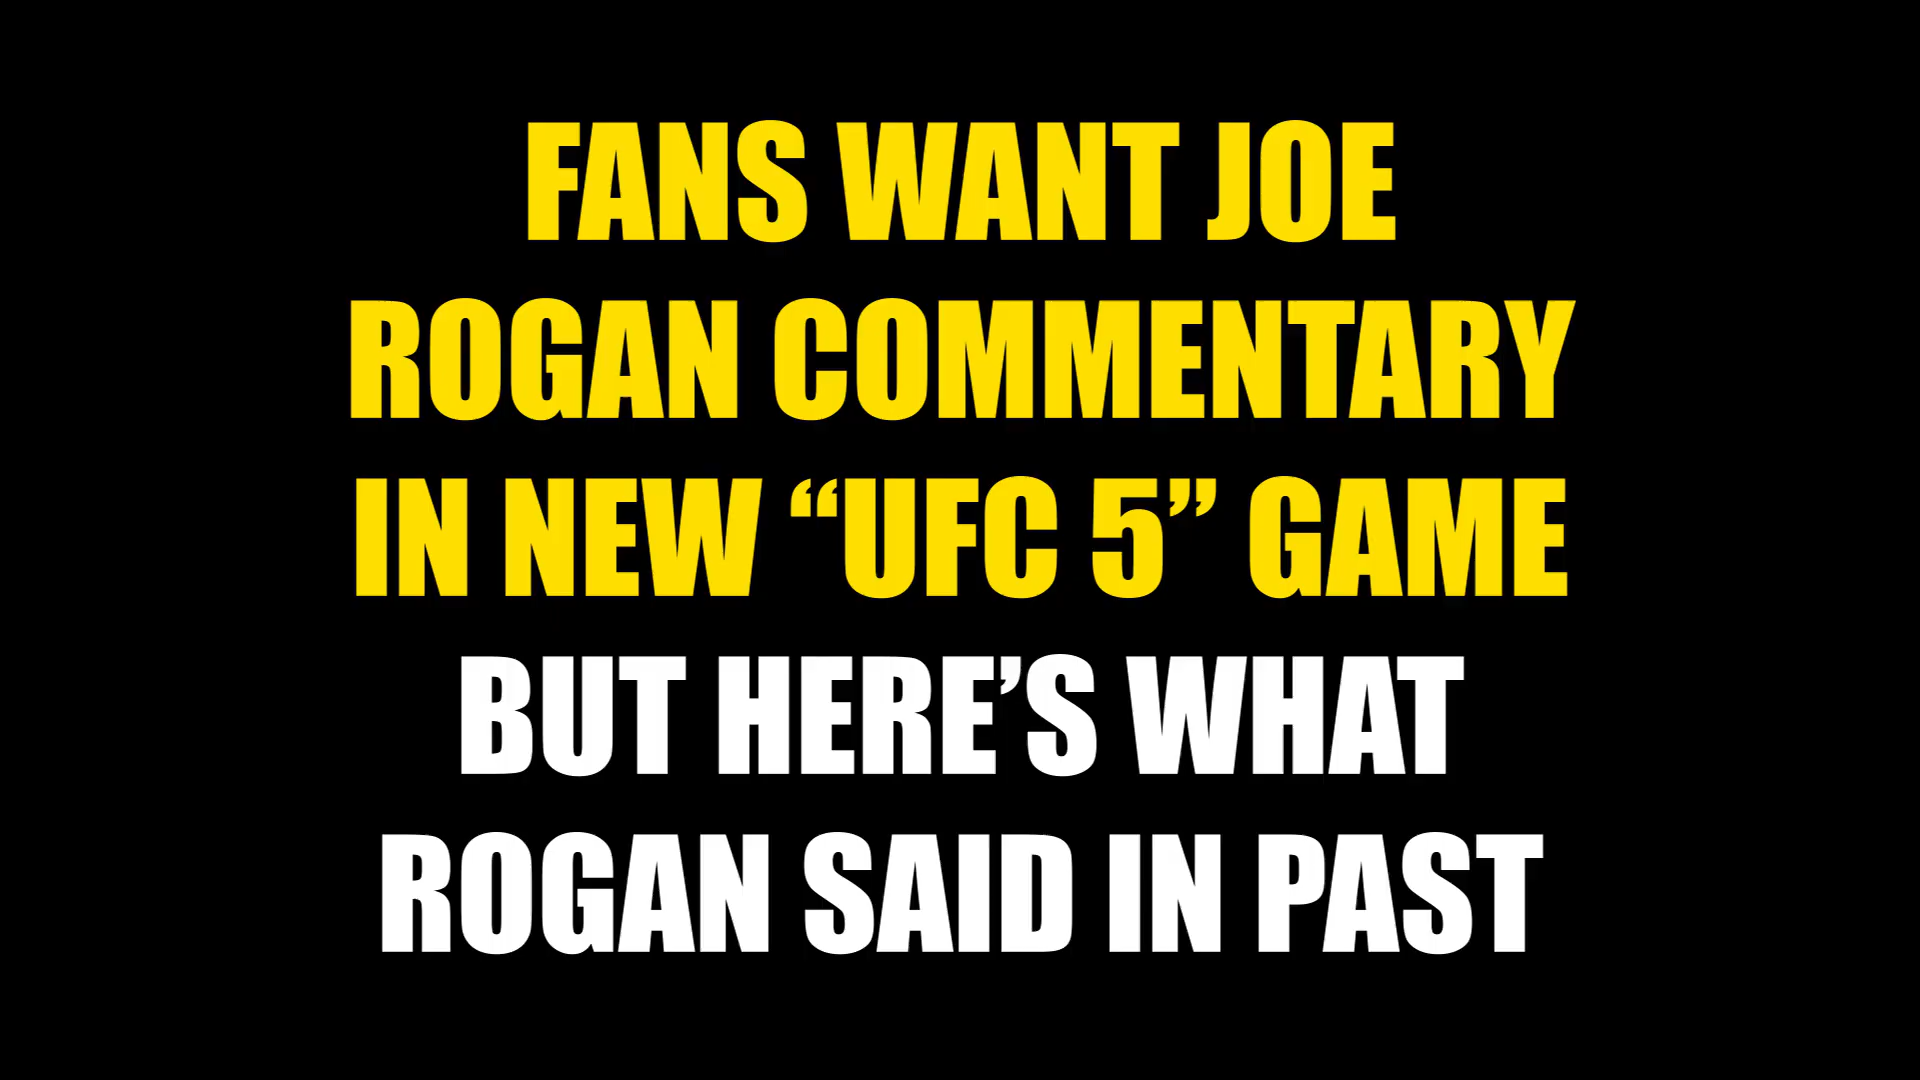 FANS WANT JOE
ROGAN COMMENTARY
IN NEW “UFC 5” GAME
BUT HERE’S WHAT
ROGAN SAID IN PAST